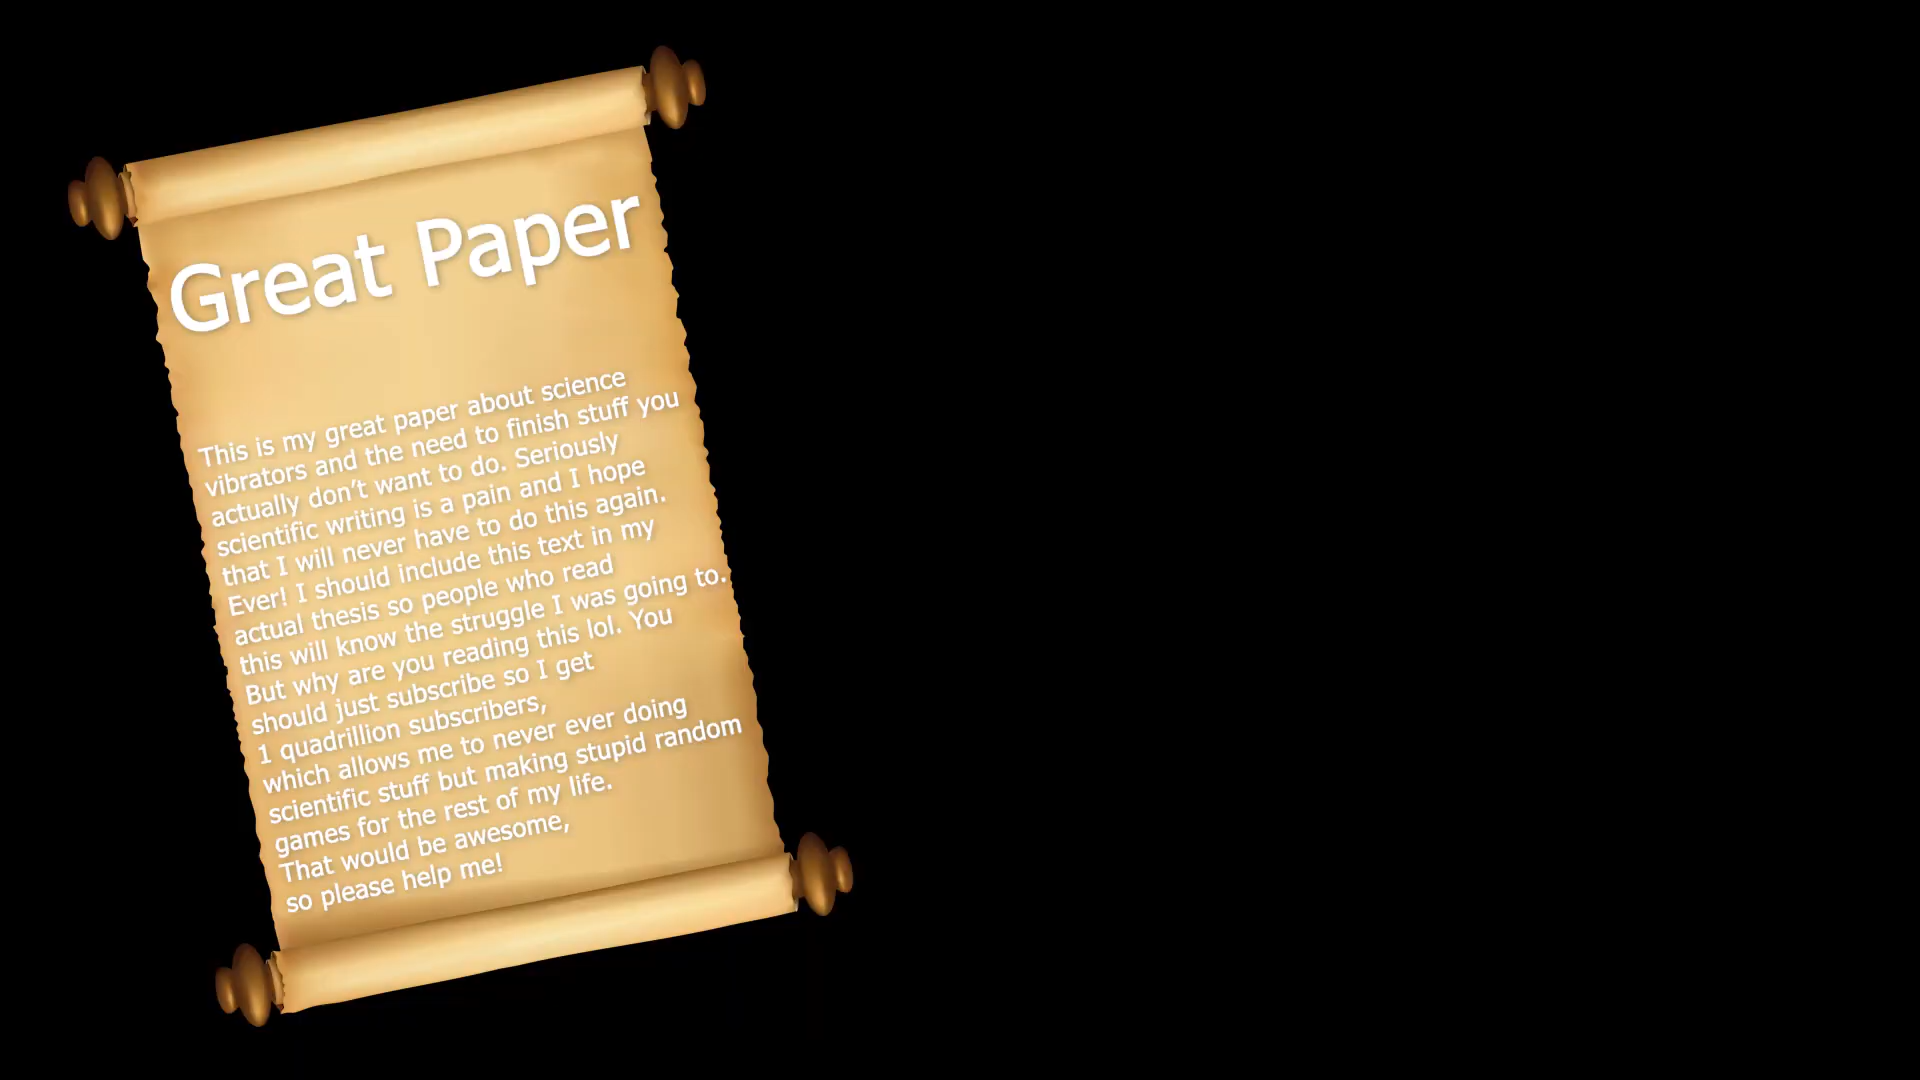 Great Paper
This is my great paper about science
vibrators and the need to finish stuff you
actually don’t want to do. Seriously
scientific writing is a pain and I hope
that I will never have to do this again.
Ever! I should include this text in my
actual thesis so people who read
this will know the struggle I was going to.
But why are you reading this lol. You
should just subscribe so I get
1 quadrillion subscribers,
which allows me to never ever doing
scientific stuff but making stupid random
games for the rest of my life.
That would be awesome,
so please help me!